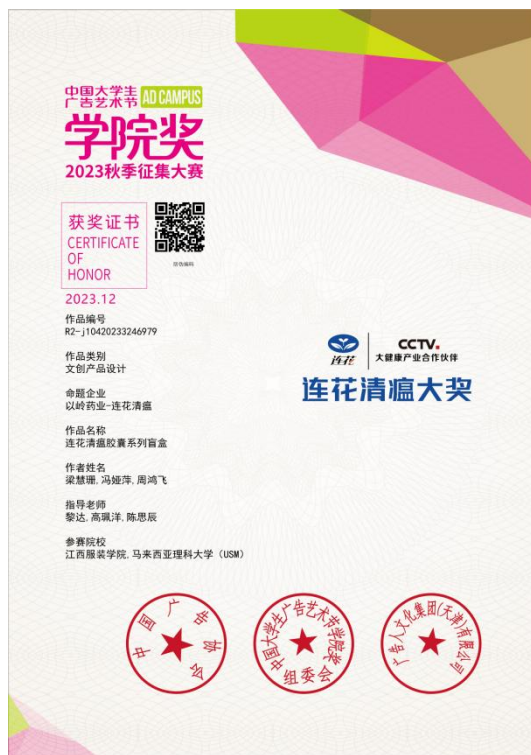 中国大学生
广告艺术节 AD CAMPUS
学院奖
2023秋季征集大赛
获奖证书
CERTIFICATE
OF
HONOR
防伪编码
2023.12
作品编号
R2-j10420233246979
作品类别
文创产品设计
命题企业
以岭药业-连花清瘟
作品名称
连花清瘟胶囊系列盲盒
作者姓名
梁慧珊,冯娅萍,周鸿飞
指导老师
黎达,高珮洋,陈思辰
参赛院校
江西服装学院,马来西亚理科大学（USM）
连花
CCTV.
大健康产业合作伙伴
连花清瘟大奖
中国广告协会
中国大学生广告艺术节学院奖
组委会
广告人文化集团(天津)有限公司